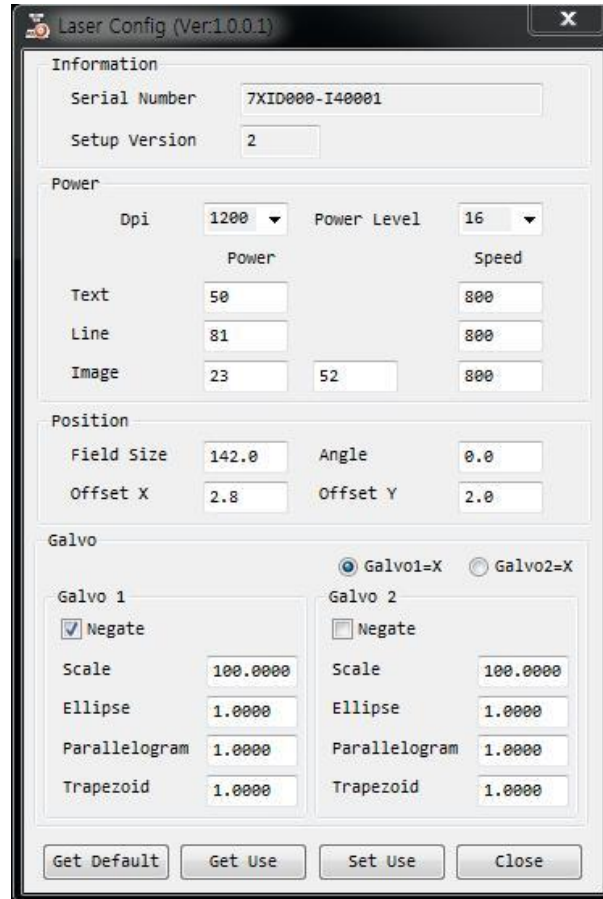 Laser Config (Ver:1.0.0.1)
X
Information
Serial Number 7XID000-I40001
Setup Version 2
Power
Dpi 1200 Power Level 16
Power Speed
Text 50 800
Line 81 800
Image 23 52 800
Position
Field Size 142.0 Angle 0.0
Offset X 2.8 Offset Y 2.0
Galvo
Galvo1=X Galvo2=X
Galvo 1 Galvo 2
Negate Negate
Scale 100.0000 Scale 100.0000
Ellipse 1.0000 Ellipse 1.0000
Parallelogram 1.0000 Parallelogram 1.0000
Trapezoid 1.0000 Trapezoid 1.0000
Get Default Get Use Set Use Close